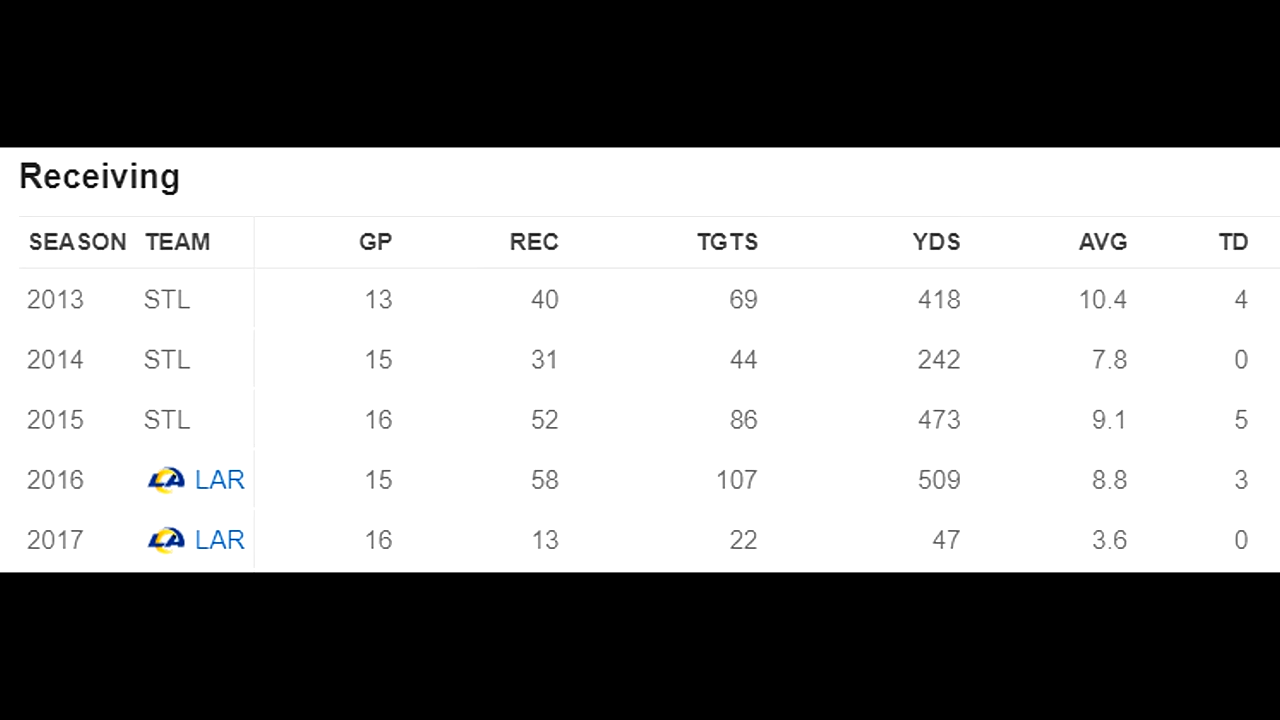 Receiving
SEASON TEAM GP REC TGTS YDS AVG TD
2013 STL 13 40 69 418 10.4 4
2014 STL 15 31 44 242 7.8 0
2015 STL 16 52 86 473 9.1 5
2016 LA LAR 15 58 107 509 8.8 3
2017 LA LAR 16 13 22 47 3.6 0